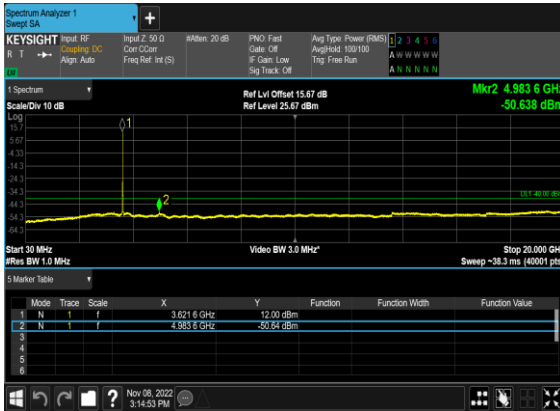 Spectrum Analyzer 1
Swept SA
+
KEYSIGHT
R T
Input: RF
Coupling: DC
Align: Auto
Input Z: 50 Ω
Corr CCorr
Freq Ref: Int (S)
#Atten: 20 dB
PNO: Fast
Gate: Off
IF Gain: Low
Sig Track: Off
Avg Type: Power (RMS)
Avg|Hold: 100/100
Trig: Free Run
1 2 3 4 5 6
A W W W W W
A N N N N N
1 Spectrum
Scale/Div 10 dB
Ref Lvl Offset 15.67 dB
Ref Level 25.67 dBm
Mkr2 4.983 6 GHz
-50.638 dBm
Log
15.7
5.67
-4.33
-14.3
-24.3
-34.3
-44.3
-54.3
-64.3
1
2
DL1 -40.00 dBm
Start 30 MHz
#Res BW 1.0 MHz
Video BW 3.0 MHz*
Stop 20.000 GHz
Sweep ~38.3 ms (40001 pts)
5 Marker Table
Mode Trace Scale X Y Function Function Width Function Value
1 N 1 f 3.621 6 GHz 12.00 dBm
2 N 1 f 4.983 6 GHz -50.64 dBm
3
4
5
6
?
Nov 08, 2022
3:14:53 PM